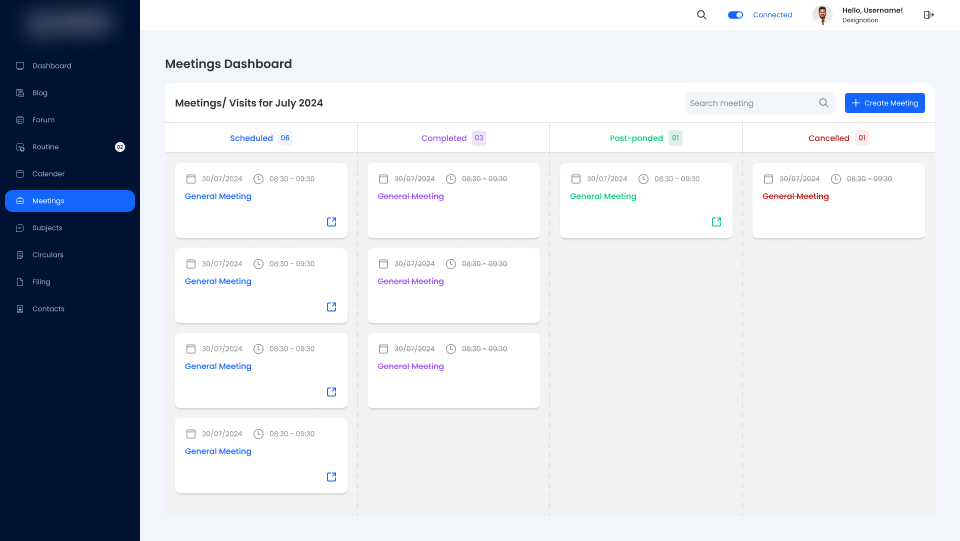 Connected
Hello, Username!
Designation
Dashboard
Blog
Forum
Routine 02
Calender
Meetings
Subjects
Circulars
Filing
Contacts
Meetings Dashboard
Meetings/ Visits for July 2024
Search meeting
Create Meeting
Scheduled 06
Completed 03
Post-ponded 01
Cancelled 01
30/07/2024 08:30 - 09:30
General Meeting
30/07/2024 08:30 - 09:30
General Meeting
30/07/2024 08:30 - 09:30
General Meeting
30/07/2024 08:30 - 09:30
General Meeting
30/07/2024 08:30 - 09:30
General Meeting
30/07/2024 08:30 - 09:30
General Meeting
30/07/2024 08:30 - 09:30
General Meeting
30/07/2024 08:30 - 09:30
General Meeting
30/07/2024 08:30 - 09:30
General Meeting